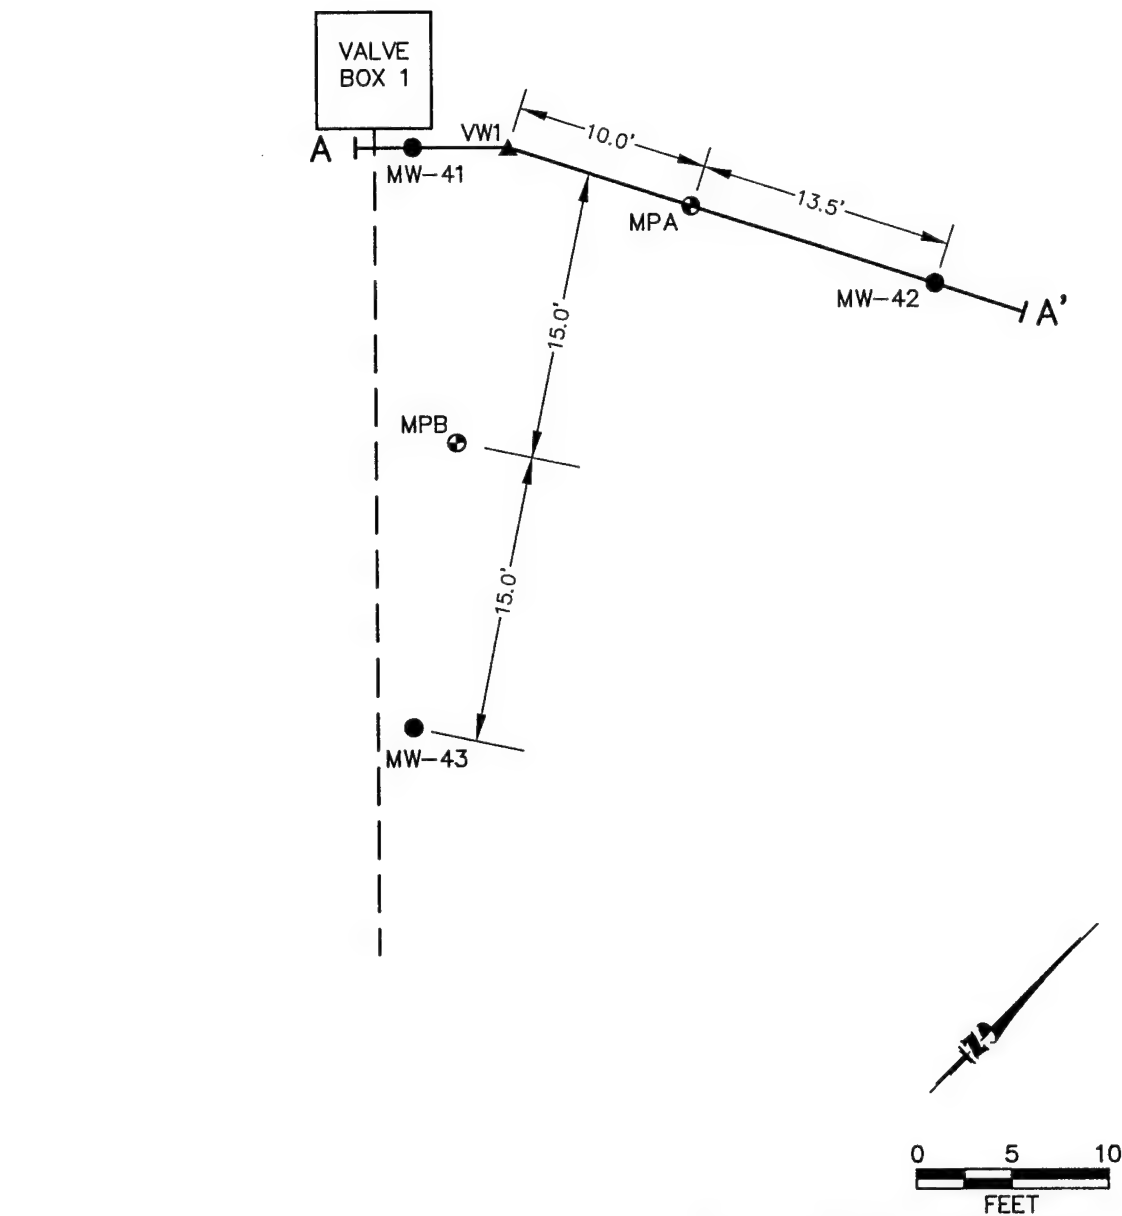 VALVE
BOX 1
VW1
10.0'
A
MW-41
13.5'
MPA
MW-42
A'
15.0'
MPB
15.0'
MW-43
N
0 5 10
FEET